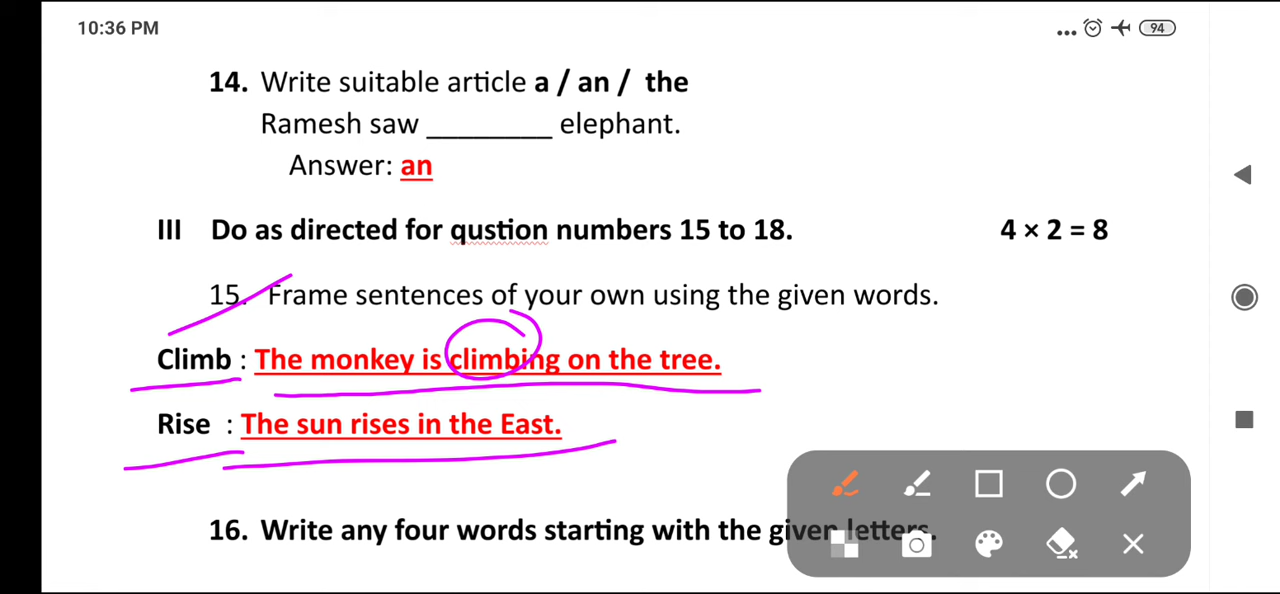 10:36 PM
94
14. Write suitable article a / an / the
Ramesh saw ________ elephant.
Answer: an
III Do as directed for qustion numbers 15 to 18. 4 × 2 = 8
15. Frame sentences of your own using the given words.
Climb : The monkey is climbing on the tree.
Rise : The sun rises in the East.
16. Write any four words starting with the given letters.